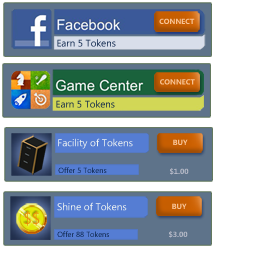 Facebook
CONNECT
Earn 5 Tokens
Game Center
CONNECT
Earn 5 Tokens
Facility of Tokens
BUY
Offer 5 Tokens
$1.00
Shine of Tokens
BUY
Offer 88 Tokens
$3.00